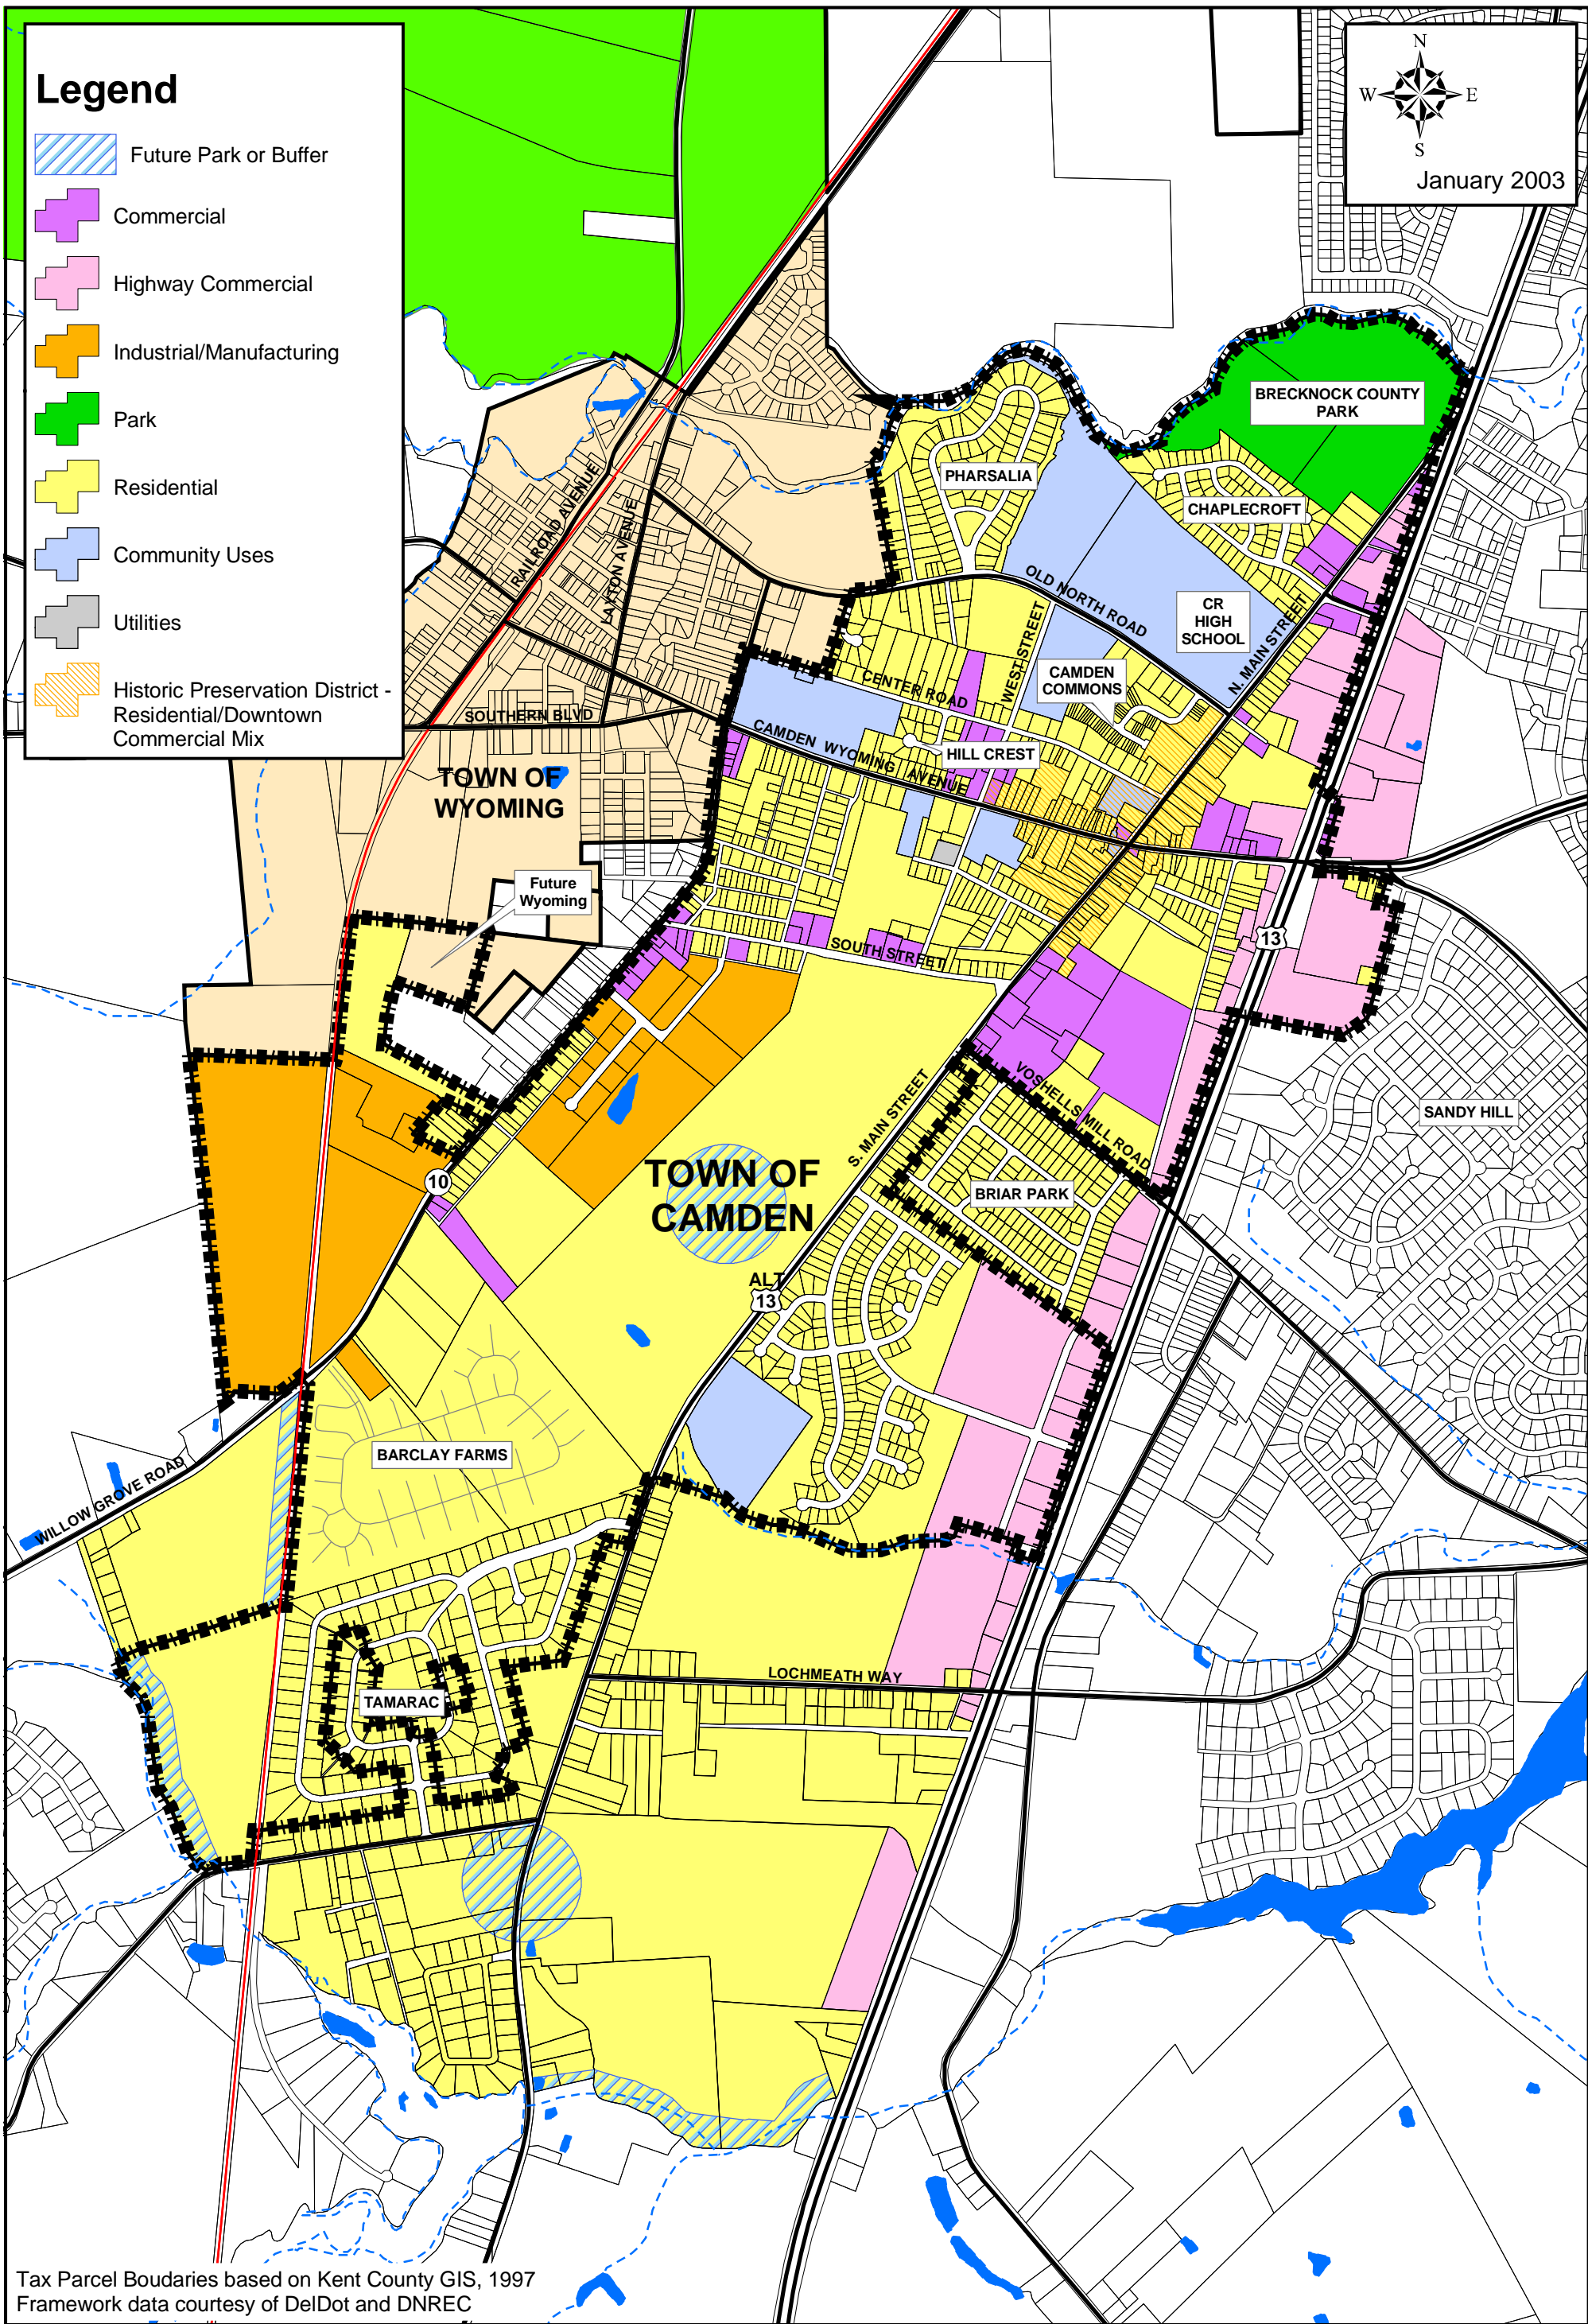 Legend
Future Park or Buffer
Commercial
Highway Commercial
Industrial/Manufacturing
Park
Residential
Community Uses
Utilities
Historic Preservation District -
Residential/Downtown
Commercial Mix
N
W
E
S
January 2003
BRECKNOCK COUNTY
PARK
PHARSALIA
CHAPLECROFT
RAILROAD AVENUE
LAYTON AVENUE
OLD NORTH ROAD
CR
HIGH
SCHOOL
N. MAIN STREET
WEST STREET
CAMDEN
COMMONS
CENTER ROAD
SOUTHERN BLVD
CAMDEN WYOMING AVENUE
HILL CREST
TOWN OF
WYOMING
Future
Wyoming
SOUTH STREET
13
VOSHELLS MILL ROAD
S. MAIN STREET
SANDY HILL
10
TOWN OF
CAMDEN
BRIAR PARK
ALT
13
BARCLAY FARMS
WILLOW GROVE ROAD
LOCHMEATH WAY
TAMARAC
Tax Parcel Boudaries based on Kent County GIS, 1997
Framework data courtesy of DelDot and DNREC